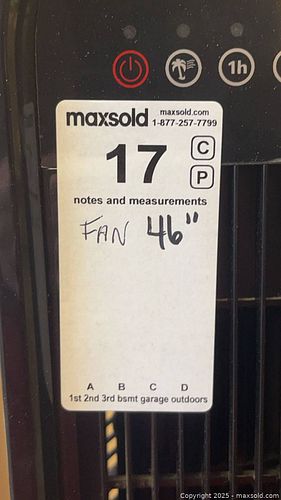 1h
maxsold maxsold.com
1-877-257-7799
17 C
P
notes and measurements
FAN 46"
A B C D
1st 2nd 3rd bsmt garage outdoors
Copyright © 2025 - maxsold.com